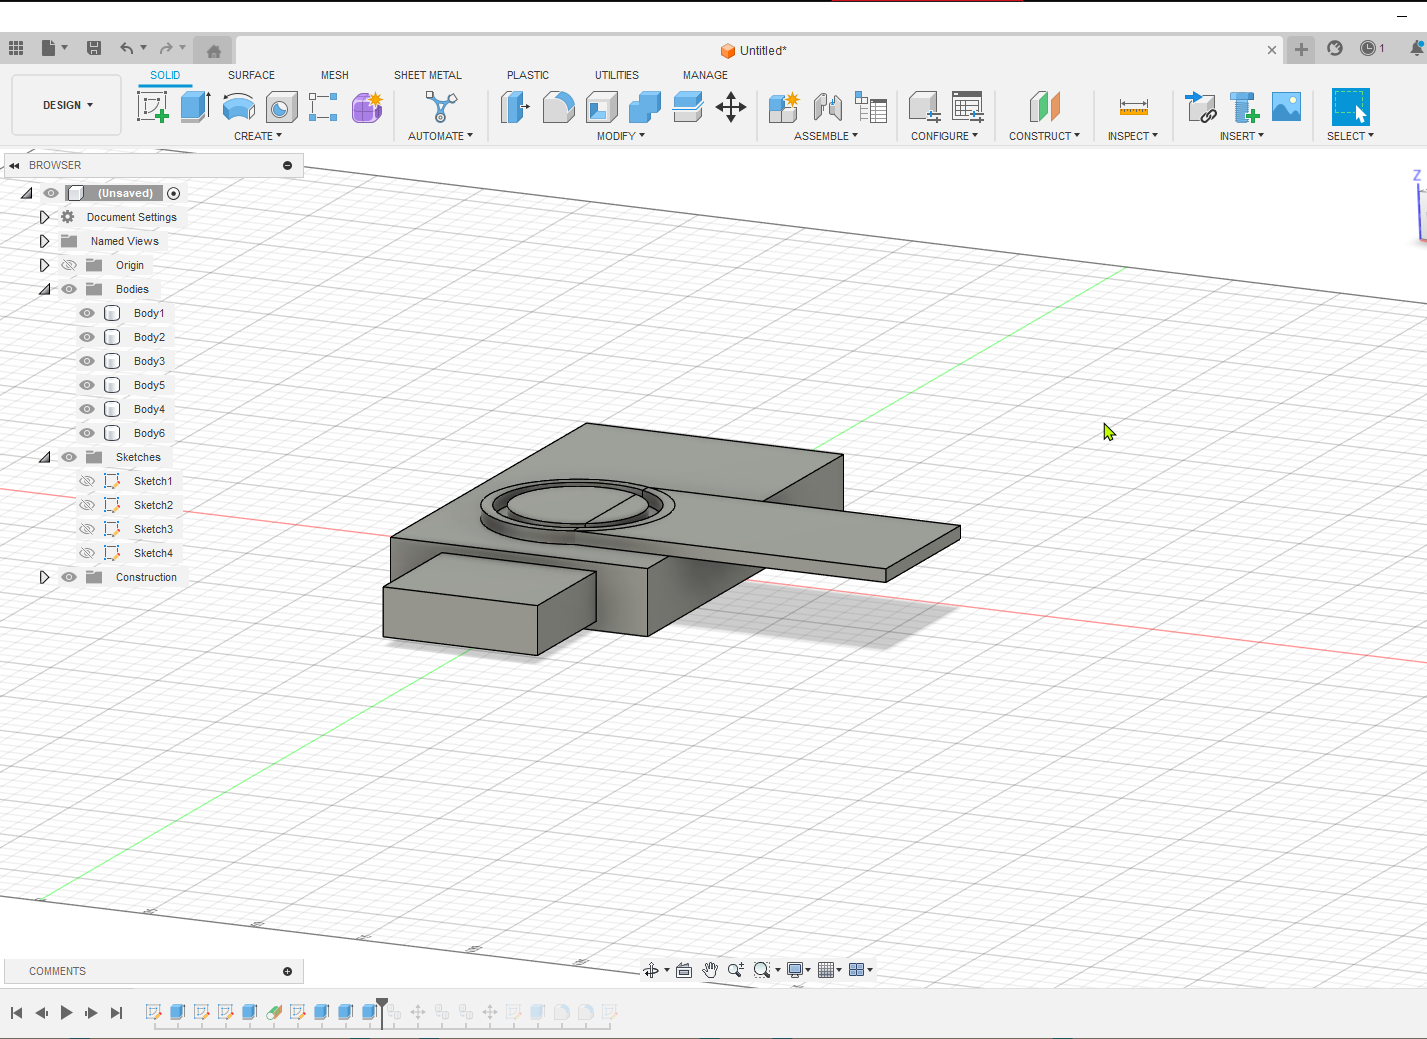 Untitled*
1
DESIGN
SOLID SURFACE MESH SHEET METAL PLASTIC UTILITIES MANAGE
CREATE AUTOMATE MODIFY ASSEMBLE CONFIGURE CONSTRUCT INSPECT INSERT SELECT
BROWSER
(Unsaved)
Document Settings
Named Views
Origin
Bodies
Body1
Body2
Body3
Body5
Body4
Body6
Sketches
Sketch1
Sketch2
Sketch3
Sketch4
Construction
Z
COMMENTS